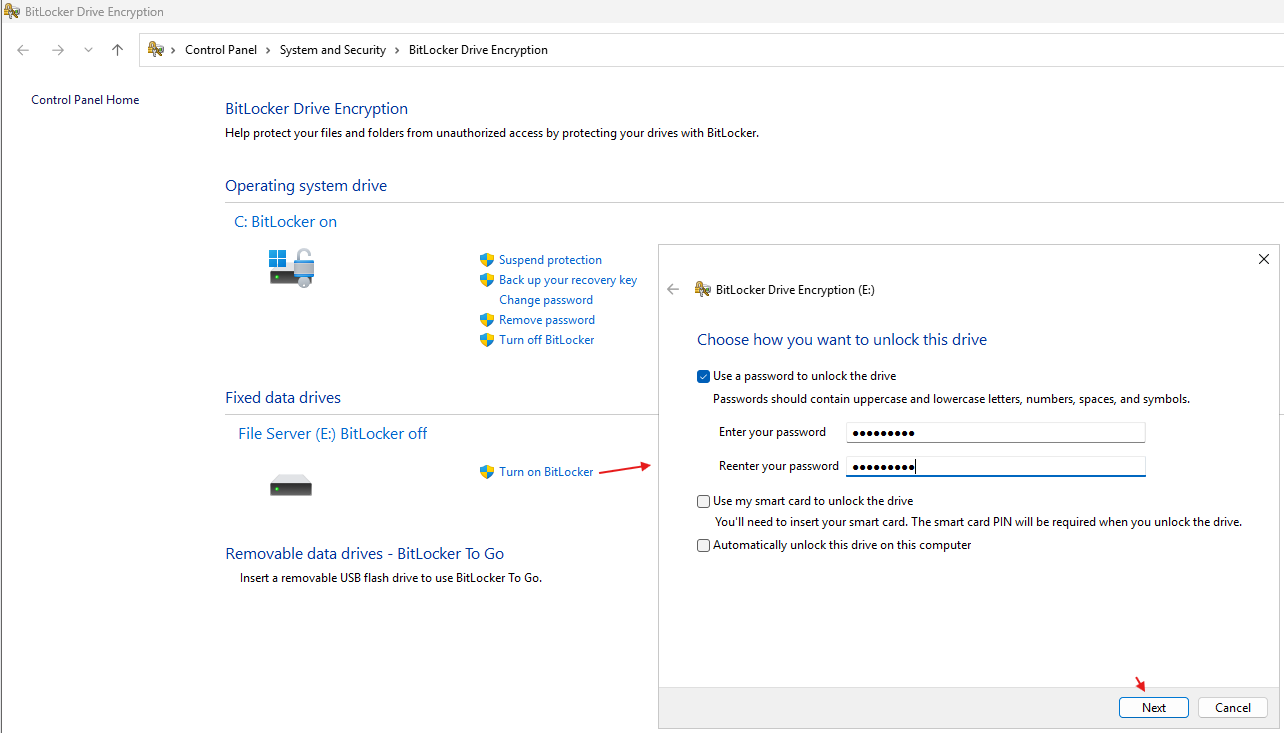 BitLocker Drive Encryption
Control Panel > System and Security > BitLocker Drive Encryption
Control Panel Home
BitLocker Drive Encryption
Help protect your files and folders from unauthorized access by protecting your drives with BitLocker.
Operating system drive
C: BitLocker on
Suspend protection
Back up your recovery key
Change password
Remove password
Turn off BitLocker
Fixed data drives
File Server (E:) BitLocker off
Turn on BitLocker
Removable data drives - BitLocker To Go
Insert a removable USB flash drive to use BitLocker To Go.
BitLocker Drive Encryption (E:)
Choose how you want to unlock this drive
Use a password to unlock the drive
Passwords should contain uppercase and lowercase letters, numbers, spaces, and symbols.
Enter your password ●●●●●●●●●
Reenter your password ●●●●●●●●●
Use my smart card to unlock the drive
You'll need to insert your smart card. The smart card PIN will be required when you unlock the drive.
Automatically unlock this drive on this computer
Next Cancel